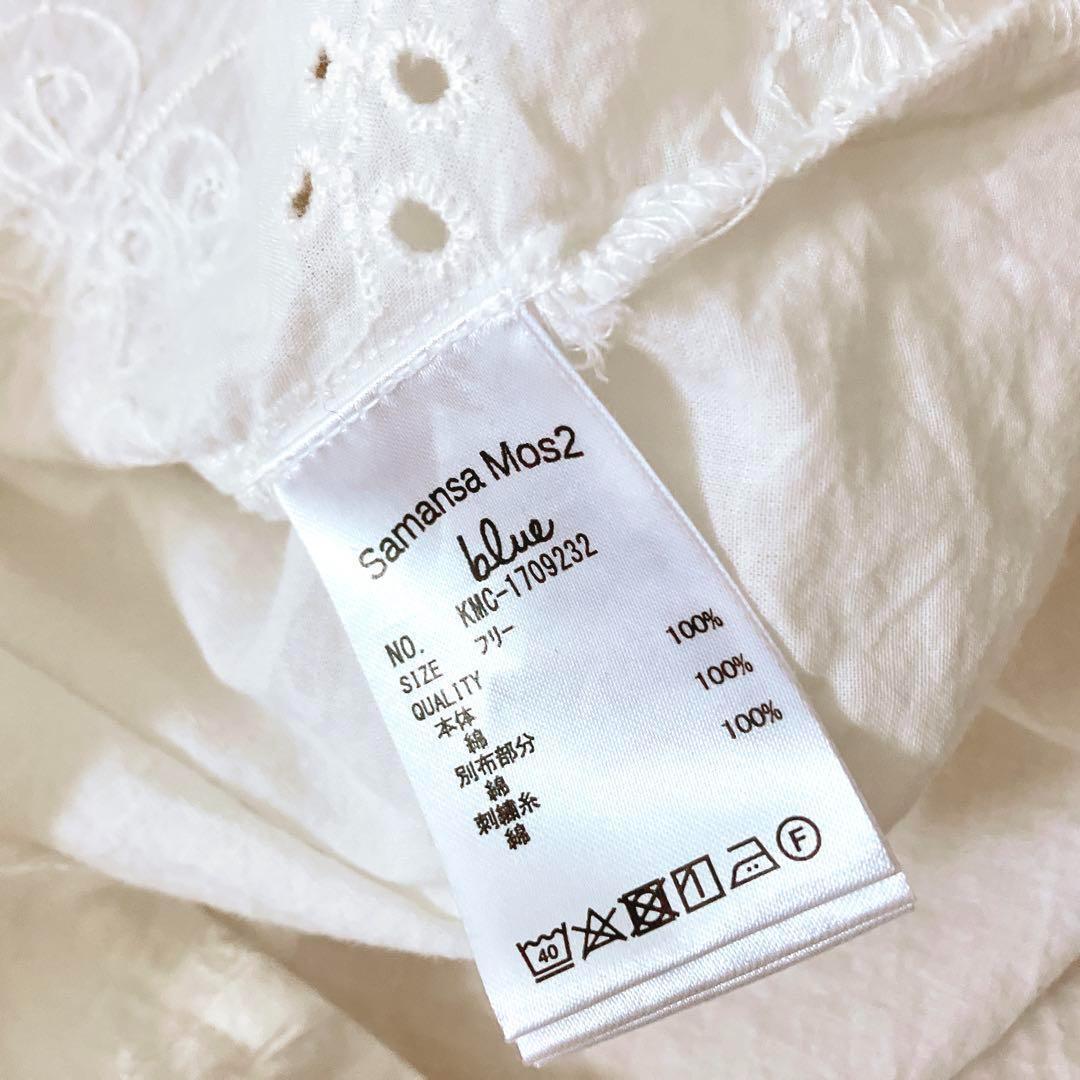 Samansa Mos2
blue
NO. KMC-1709232
SIZE フリー
QUALITY
本体
綿 100%
別布部分
綿 100%
刺繍糸
綿 100%
40 F